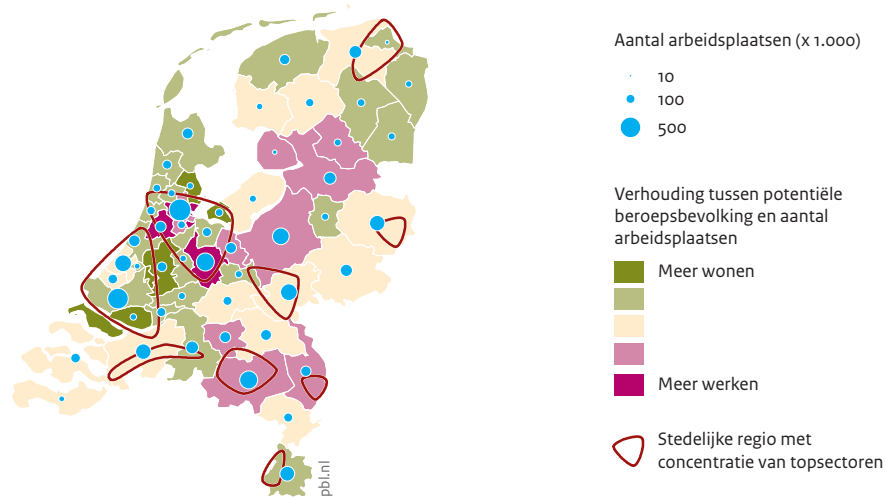 Aantal arbeidsplaatsen (x 1.000)
10
100
500
Verhouding tussen potentiële
beroepsbevolking en aantal
arbeidsplaatsen
Meer wonen
Meer werken
Stedelijke regio met
concentratie van topsectoren
pbl.nl